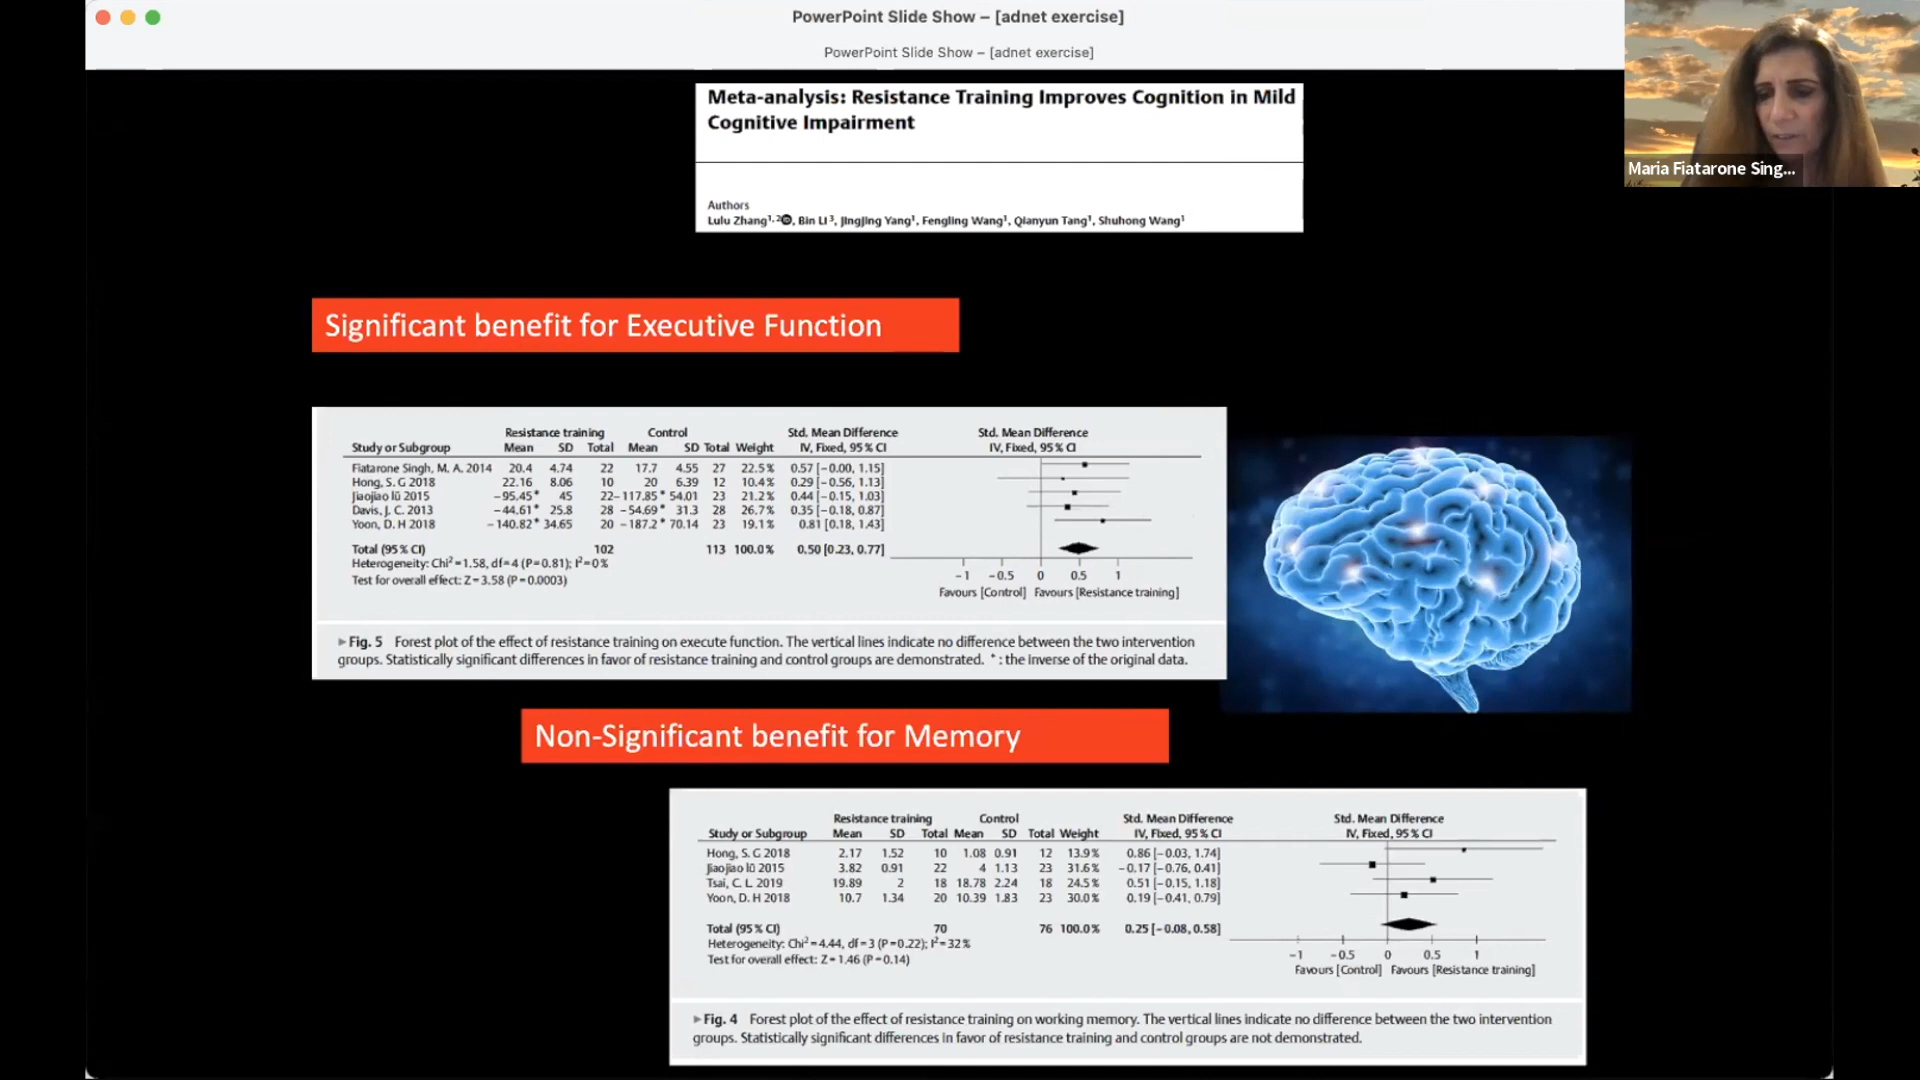 PowerPoint Slide Show – [adnet exercise]
PowerPoint Slide Show – [adnet exercise]
Maria Fiatarone Sing...
Meta-analysis: Resistance Training Improves Cognition in Mild
Cognitive Impairment
Authors
Lulu Zhang1, 2, Bin Li3, Jingjing Yang1, Fengling Wang1, Qianyun Tang1, Shuhong Wang1
Significant benefit for Executive Function
Resistance training Control Std. Mean Difference Std. Mean Difference
Study or Subgroup Mean SD Total Mean SD Total Weight IV, Fixed, 95% CI IV, Fixed, 95% CI
Fiatarone Singh, M. A. 2014 20.4 4.74 22 17.7 4.55 27 22.5% 0.57 [−0.00, 1.15]
Hong, S. G 2018 22.16 8.06 10 20 6.39 12 10.4% 0.29 [−0.56, 1.13]
Jiaojiao lü 2015 −95.45* 45 22 −117.85* 54.01 23 21.2% 0.44 [−0.15, 1.03]
Davis, J. C. 2013 −44.61* 25.8 28 −54.69* 31.3 28 26.7% 0.35 [−0.18, 0.87]
Yoon, D. H 2018 −140.82* 34.65 20 −187.2* 70.14 23 19.1% 0.81 [0.18, 1.43]
Total (95% CI) 102 113 100.0% 0.50 [0.23, 0.77]
Heterogeneity: Chi2=1.58, df=4 (P=0.81); I2=0%
Test for overall effect: Z=3.58 (P=0.0003)
−1 −0.5 0 0.5 1
Favours [Control] Favours [Resistance training]
▶Fig. 5 Forest plot of the effect of resistance training on execute function. The vertical lines indicate no difference between the two intervention
groups. Statistically significant differences in favor of resistance training and control groups are demonstrated. *: the inverse of the original data.
Non-Significant benefit for Memory
Resistance training Control Std. Mean Difference Std. Mean Difference
Study or Subgroup Mean SD Total Mean SD Total Weight IV, Fixed, 95% CI IV, Fixed, 95% CI
Hong, S. G 2018 2.17 1.52 10 1.08 0.91 12 13.9% 0.86 [−0.03, 1.74]
Jiaojiao lü 2015 3.82 0.91 22 4 1.13 23 31.6% −0.17 [−0.76, 0.41]
Tsai, C. L 2019 19.89 2 18 18.78 2.24 18 24.5% 0.51 [−0.15, 1.18]
Yoon, D. H 2018 10.7 1.34 20 10.39 1.83 23 30.0% 0.19 [−0.41, 0.79]
Total (95% CI) 70 76 100.0% 0.25 [−0.08, 0.58]
Heterogeneity: Chi2=4.44, df=3 (P=0.22); I2=32%
Test for overall effect: Z=1.46 (P=0.14)
−1 −0.5 0 0.5 1
Favours [Control] Favours [Resistance training]
▶Fig. 4 Forest plot of the effect of resistance training on working memory. The vertical lines indicate no difference between the two intervention
groups. Statistically significant differences in favor of resistance training and control groups are not demonstrated.